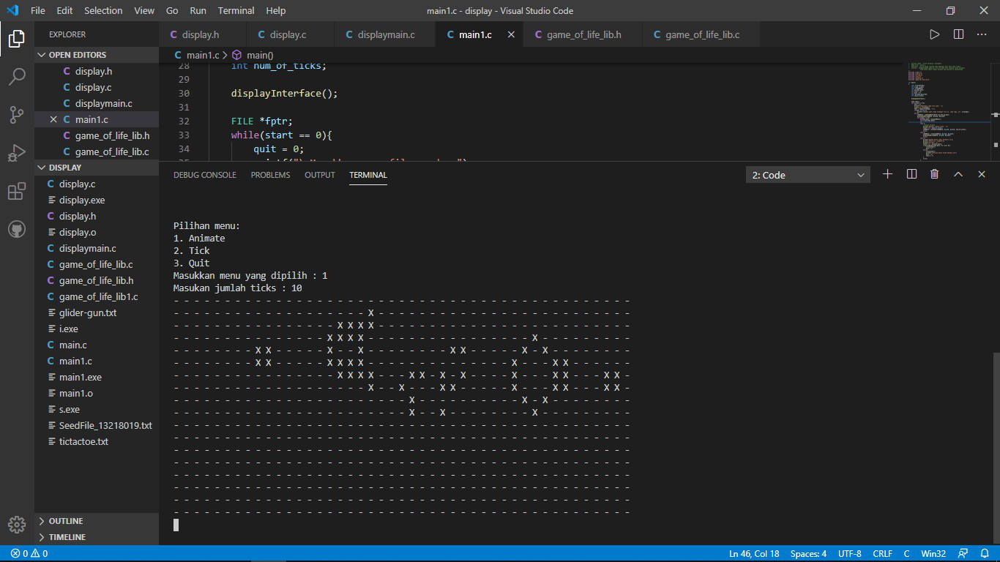 File Edit Selection View Go Run Terminal Help main1.c - display - Visual Studio Code
EXPLORER
OPEN EDITORS
display.h
display.c
displaymain.c
main1.c
game_of_life_lib.h
game_of_life_lib.c
DISPLAY
display.c
display.exe
display.h
display.o
displaymain.c
game_of_life_lib.c
game_of_life_lib.h
game_of_life_lib1.c
glider-gun.txt
i.exe
main.c
main1.c
main1.exe
main1.o
s.exe
SeedFile_13218019.txt
tictactoe.txt
OUTLINE
TIMELINE
display.h display.c displaymain.c main1.c game_of_life_lib.h game_of_life_lib.c
main1.c > main()
28 int num_of_ticks;
29
30 displayInterface();
31
32 FILE *fptr;
33 while(start == 0){
34 quit = 0;
DEBUG CONSOLE PROBLEMS OUTPUT TERMINAL 2: Code
Pilihan menu:
1. Animate
2. Tick
3. Quit
Masukkan menu yang dipilih : 1
Masukan jumlah ticks : 10
- - - - - - - - - - - - - - - - - - - - - - - - - - - - - - - - - - - - - - - - - - - - -
- - - - - - - - - - - - - - - - - - - X - - - - - - - - - - - - - - - - - - - - - - - - -
- - - - - - - - - - - - - - - - X X X X - - - - - - - - - - - - - - - - - - - - - - - - -
- - - - - - - - - - - - - - - X X X X - - - - - - - - - - - - - - - - X - - - - - - - - -
- - - - - - - - X X - - - - - X - - X - - - - - - - - X X - - - - - X - X - - - - - - - -
- - - - - - - - X X - - - - - X X X X - - - - - - - - - - - - - - X - - - X X - - - - - -
- - - - - - - - - - - - - - - - X X X X - - - X X - X - X - - - - X - - - X X - - - X X -
- - - - - - - - - - - - - - - - - - - X - - X - - - X X - - - - - X - - - X X - - - X X -
- - - - - - - - - - - - - - - - - - - - - - - X - - - - - - - - - - X - X - - - - - - - -
- - - - - - - - - - - - - - - - - - - - - - - X - - X - - - - - - - - X - - - - - - - - -
- - - - - - - - - - - - - - - - - - - - - - - - - - - - - - - - - - - - - - - - - - - - -
- - - - - - - - - - - - - - - - - - - - - - - - - - - - - - - - - - - - - - - - - - - - -
- - - - - - - - - - - - - - - - - - - - - - - - - - - - - - - - - - - - - - - - - - - - -
- - - - - - - - - - - - - - - - - - - - - - - - - - - - - - - - - - - - - - - - - - - - -
- - - - - - - - - - - - - - - - - - - - - - - - - - - - - - - - - - - - - - - - - - - - -
- - - - - - - - - - - - - - - - - - - - - - - - - - - - - - - - - - - - - - - - - - - - -
- - - - - - - - - - - - - - - - - - - - - - - - - - - - - - - - - - - - - - - - - - - - -
- - - - - - - - - - - - - - - - - - - - - - - - - - - - - - - - - - - - - - - - - - - - -
0 0 Ln 46, Col 18 Spaces: 4 UTF-8 CRLF C Win32